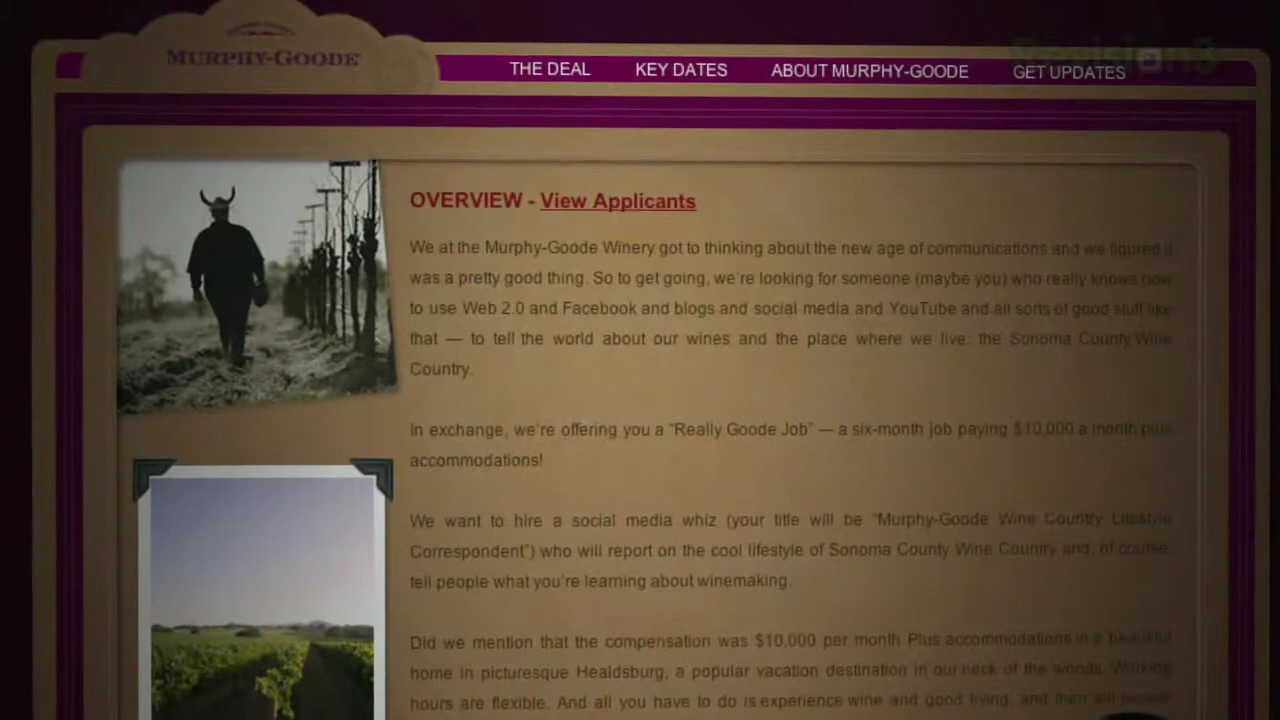 MURPHY-GOODE
THE DEAL KEY DATES ABOUT MURPHY-GOODE GET UPDATES
OVERVIEW - View Applicants
We at the Murphy-Goode Winery got to thinking about the new age of communications and we figured it
was a pretty good thing. So to get going, we're looking for someone (maybe you) who really knows how
to use Web 2.0 and Facebook and blogs and social media and YouTube and all sorts of good stuff like
that — to tell the world about our wines and the place where we live: the Sonoma County Wine
Country.
In exchange, we're offering you a "Really Goode Job" — a six-month job paying $10,000 a month plus
accommodations!
We want to hire a social media whiz (your title will be "Murphy-Goode Wine Country Lifestyle
Correspondent") who will report on the cool lifestyle of Sonoma County Wine Country and, of course,
tell people what you're learning about winemaking.
Did we mention that the compensation was $10,000 per month Plus accommodations in a beautiful
home in picturesque Healdsburg, a popular vacation destination in our neck of the woods. Working
hours are flexible. And all you have to do is experience wine and good living, and then